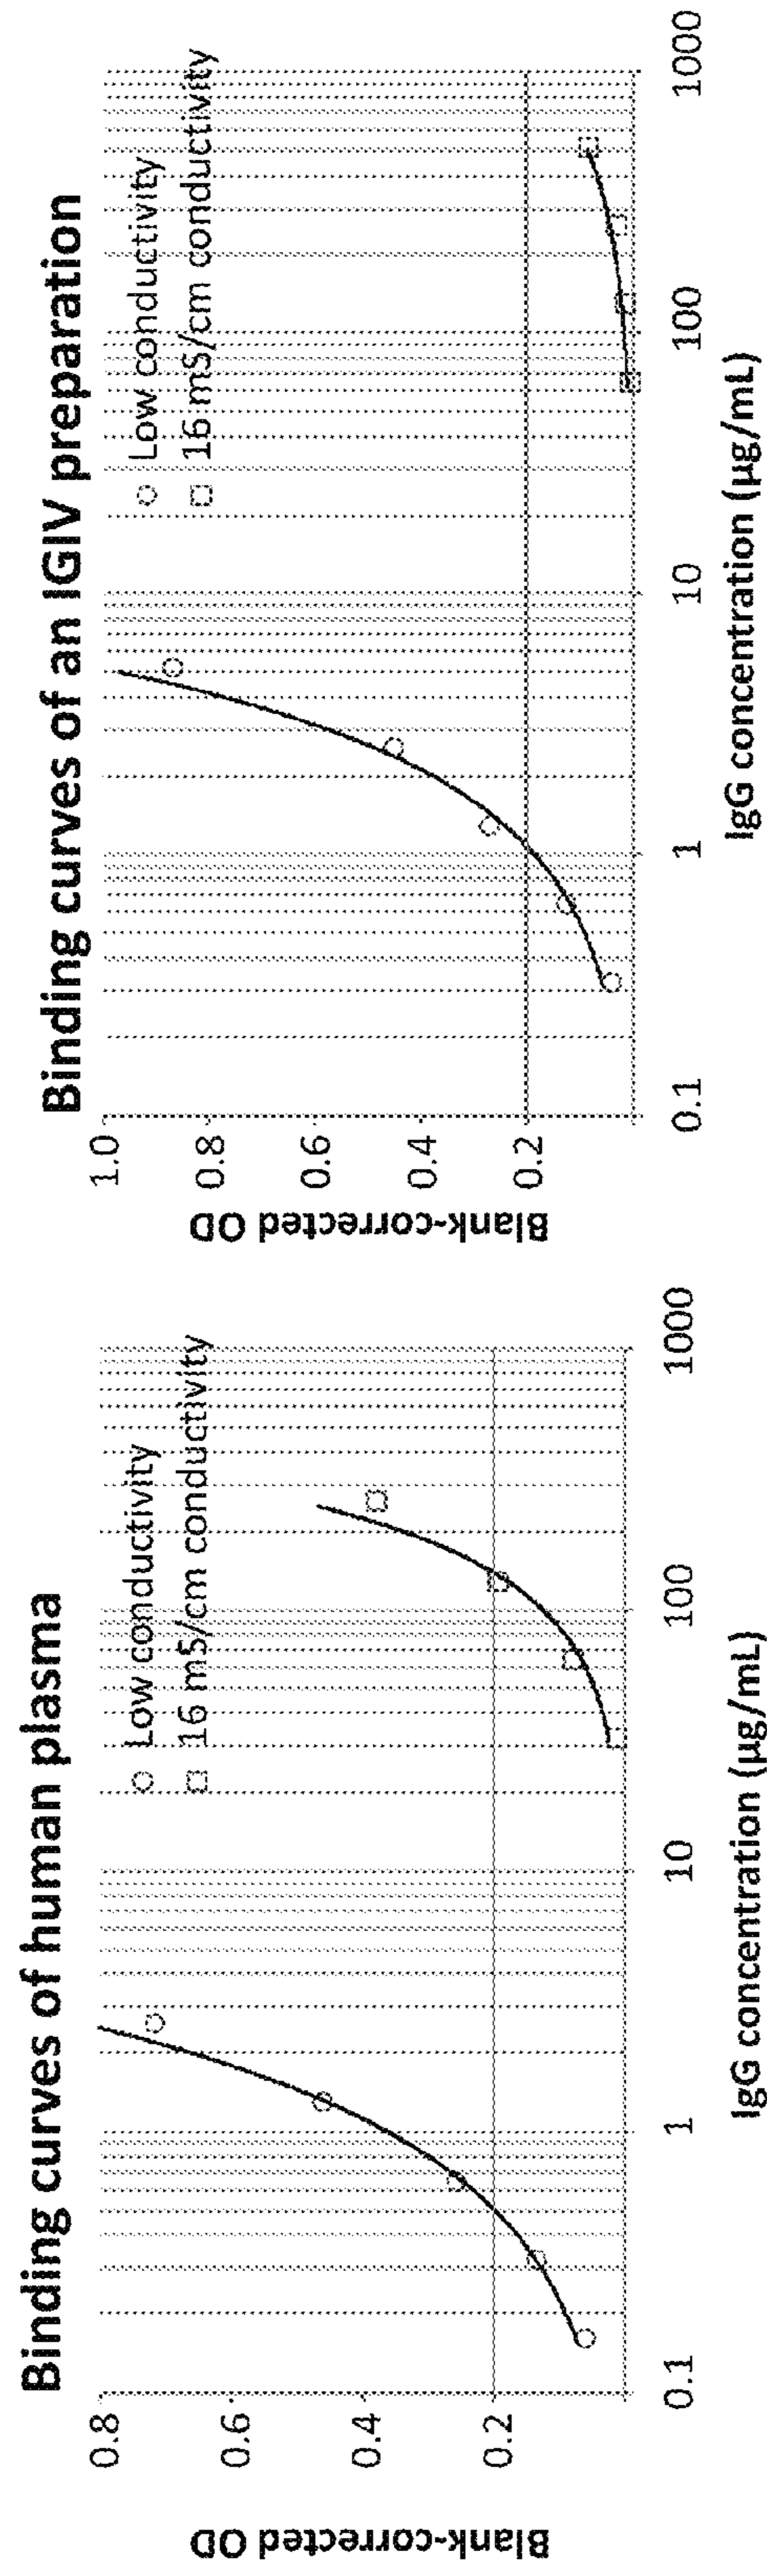 Binding curves of human plasma
Low conductivity
16 mS/cm conductivity
Blank-corrected OD
0.8
0.6
0.4
0.2
0.1
1
10
100
1000
IgG concentration (µg/mL)
Binding curves of an IGIV preparation
Low conductivity
16 mS/cm conductivity
Blank-corrected OD
1.0
0.8
0.6
0.4
0.2
0.1
1
10
100
1000
IgG concentration (µg/mL)